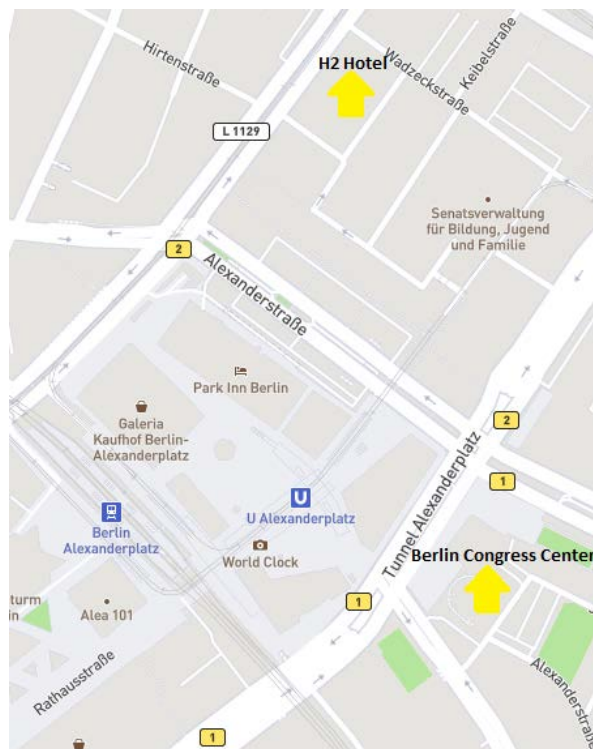 Hirtenstraße
H2 Hotel
Wadzeckstraße
Keibelstraße
L 1129
Senatsverwaltung
für Bildung, Jugend
und Familie
2
Alexanderstraße
Park Inn Berlin
Galeria
Kaufhof Berlin-
Alexanderplatz
2
1
Tunnel Alexanderplatz
U
U Alexanderplatz
Berlin
Alexanderplatz
World Clock
Berlin Congress Center
1
turm
in
Alea 101
Rathausstraße
Alexanderstraße
1